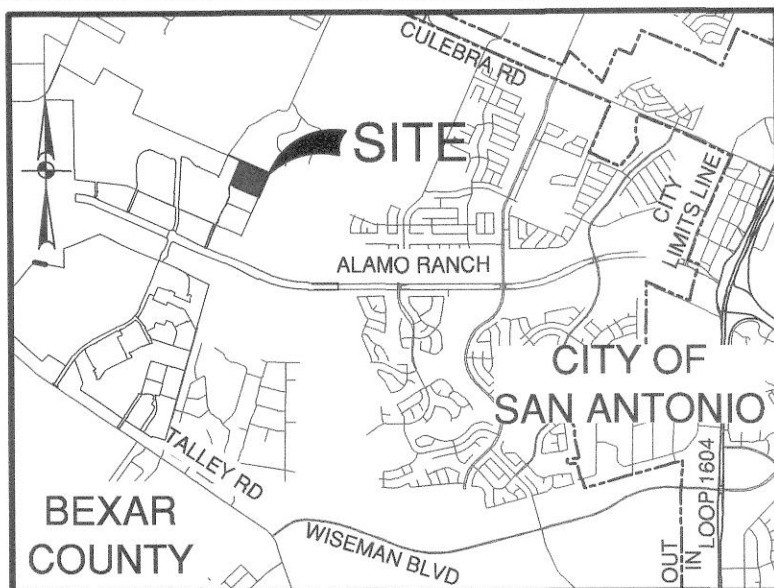 CULEBRA RD
SITE
CITY
LIMITS LINE
ALAMO RANCH
CITY OF
SAN ANTONIO
TALLEY RD
BEXAR
COUNTY
WISEMAN BLVD
OUT
IN
LOOP 1604